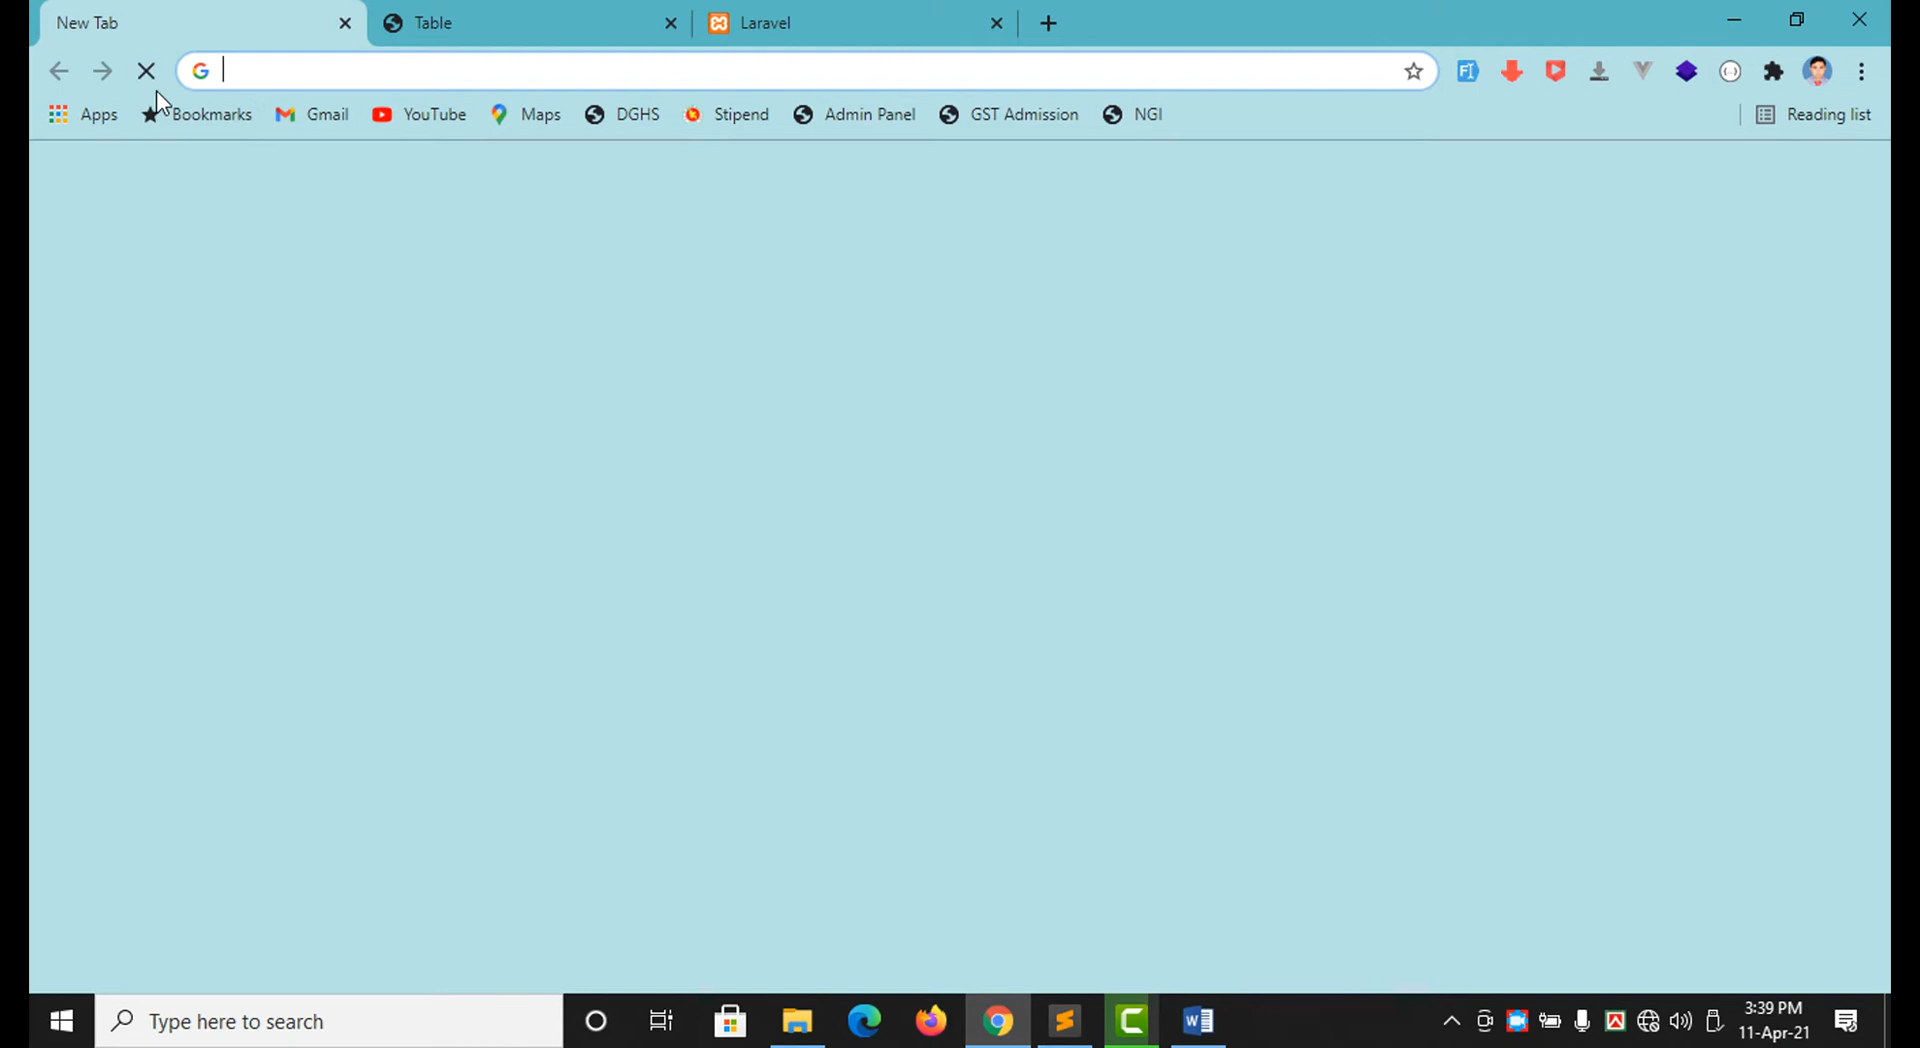 New Tab
Table
Laravel
Apps
Bookmarks
Gmail
YouTube
Maps
DGHS
Stipend
Admin Panel
GST Admission
NGI
Reading list
Type here to search
3:39 PM
11-Apr-21